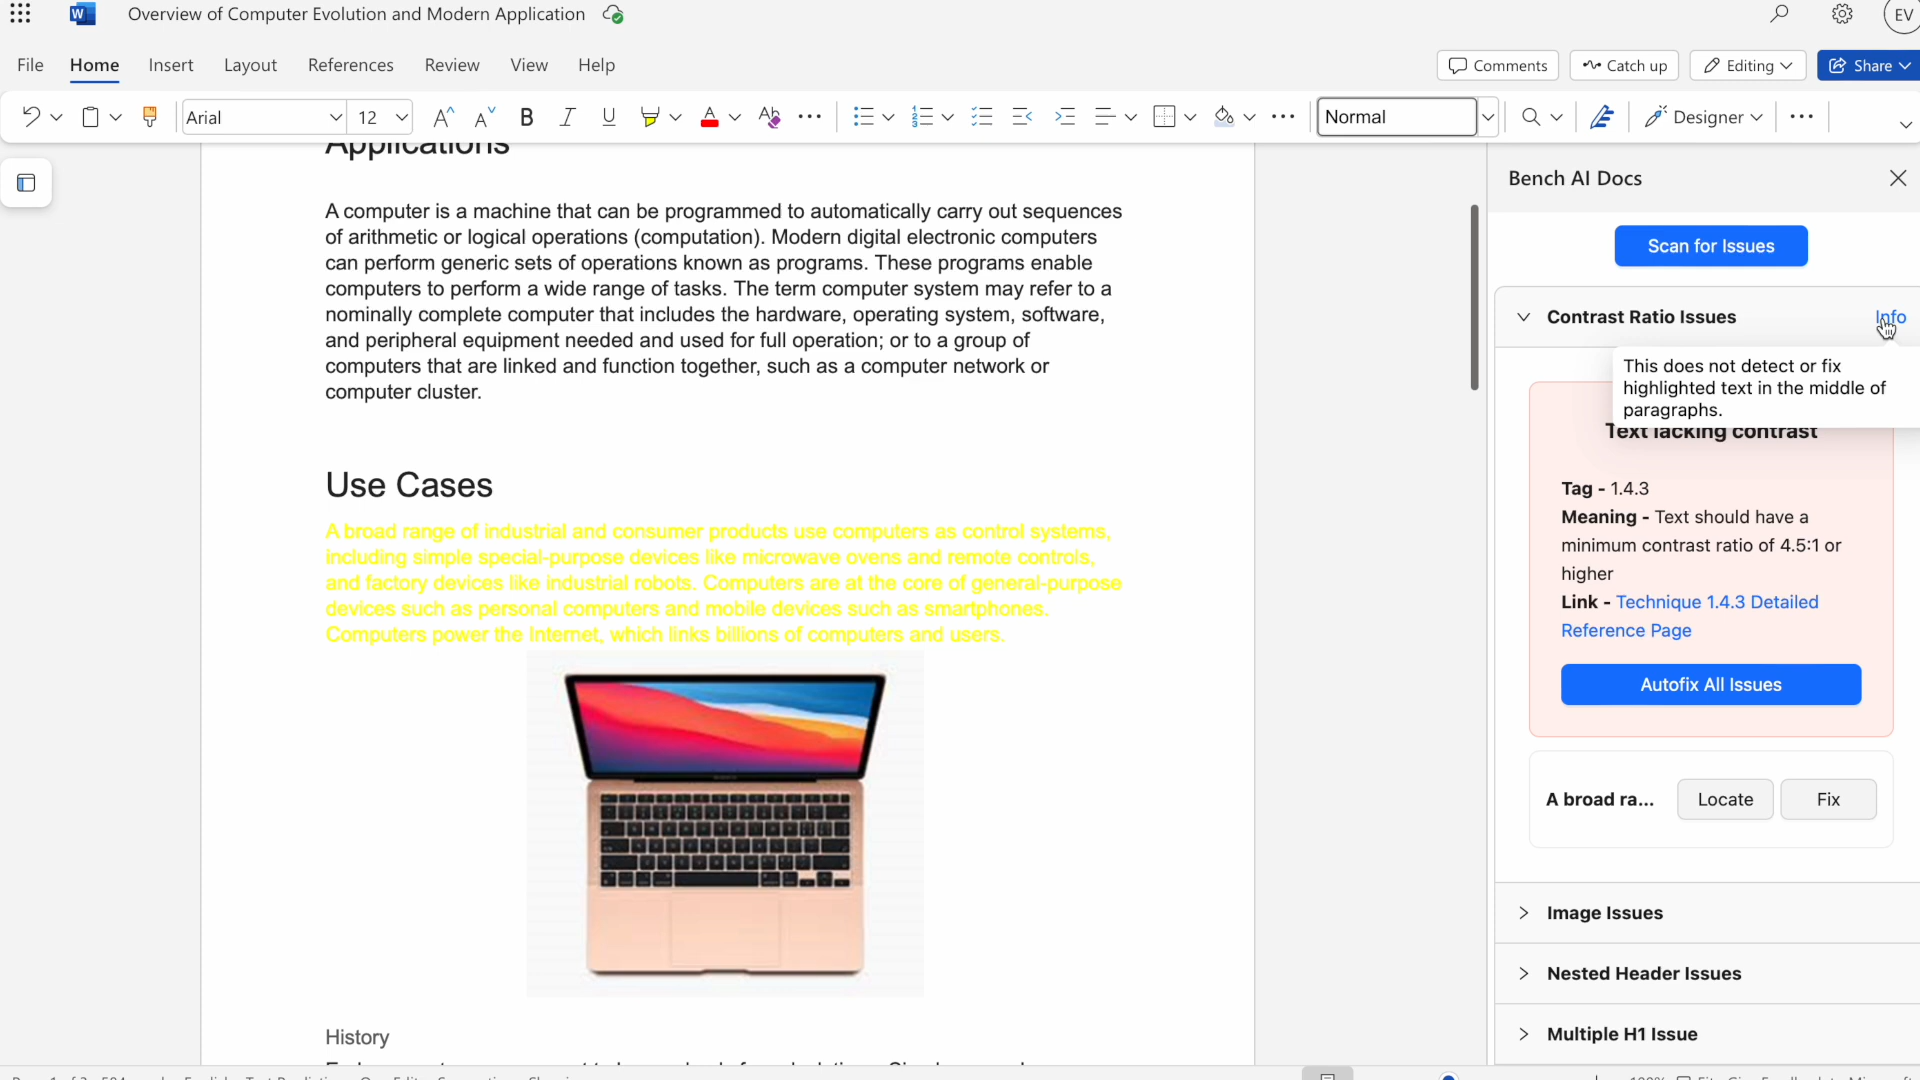 Overview of Computer Evolution and Modern Application
EV
File Home Insert Layout References Review View Help
Comments Catch up Editing Share
Arial 12 B I U A Normal Designer
Applications
A computer is a machine that can be programmed to automatically carry out sequences
of arithmetic or logical operations (computation). Modern digital electronic computers
can perform generic sets of operations known as programs. These programs enable
computers to perform a wide range of tasks. The term computer system may refer to a
nominally complete computer that includes the hardware, operating system, software,
and peripheral equipment needed and used for full operation; or to a group of
computers that are linked and function together, such as a computer network or
computer cluster.
Use Cases
A broad range of industrial and consumer products use computers as control systems,
including simple special-purpose devices like microwave ovens and remote controls,
and factory devices like industrial robots. Computers are at the core of general-purpose
devices such as personal computers and mobile devices such as smartphones.
Computers power the Internet, which links billions of computers and users.
History
Bench AI Docs
Scan for Issues
Contrast Ratio Issues
Info
This does not detect or fix
highlighted text in the middle of
paragraphs.
Text lacking contrast
Tag - 1.4.3
Meaning - Text should have a
minimum contrast ratio of 4.5:1 or
higher
Link - Technique 1.4.3 Detailed
Reference Page
Autofix All Issues
A broad ra... Locate Fix
Image Issues
Nested Header Issues
Multiple H1 Issue